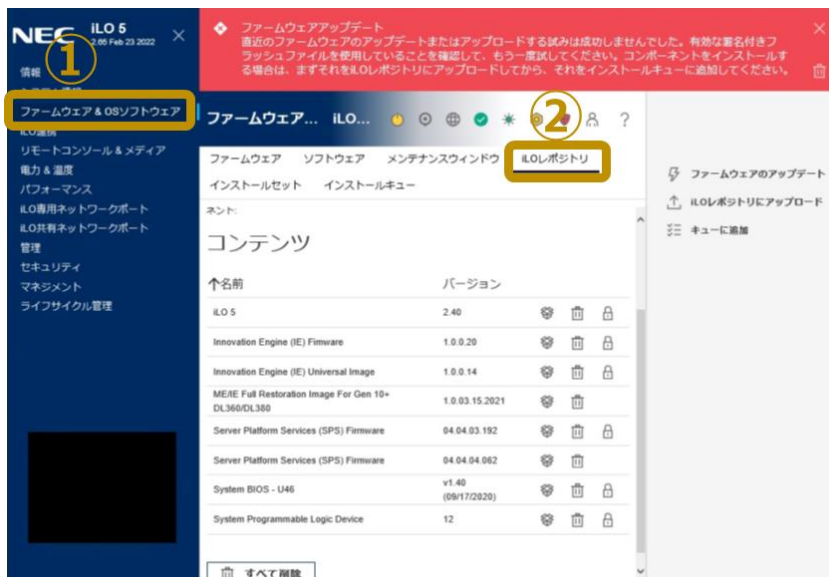 NEC
iLO 5
2.65 Feb 23 2022
①
情報
ファームウェア & OSソフトウェア
iLO連携
リモートコンソール & メディア
電力 & 温度
パフォーマンス
iLO専用ネットワークポート
iLO共有ネットワークポート
管理
セキュリティ
マネジメント
ライフサイクル管理
ファームウェアアップデート
直近のファームウェアのアップデートまたはアップロードする試みは成功しませんでした。有効な署名付きフ
ラッシュファイルを使用していることを確認して、もう一度試してください。コンポーネントをインストールす
る場合は、まずそれをiLOレポジトリにアップロードしてから、それをインストールキューに追加してください。
ファームウェア... iLO...
②
?
ファームウェア ソフトウェア メンテナンスウィンドウ iLOレポジトリ
インストールセット インストールキュー
ネント:
コンテンツ
↑名前 バージョン
iLO 5 2.40
Innovation Engine (IE) Firmware 1.0.0.20
Innovation Engine (IE) Universal Image 1.0.0.14
ME/IE Full Restoration Image For Gen 10+
DL360/DL380 1.0.03.15.2021
Server Platform Services (SPS) Firmware 04.04.03.192
Server Platform Services (SPS) Firmware 04.04.04.062
System BIOS - U46 v1.40
(09/17/2020)
System Programmable Logic Device 12
すべて削除
ファームウェアのアップデート
iLOレポジトリにアップロード
キューに追加